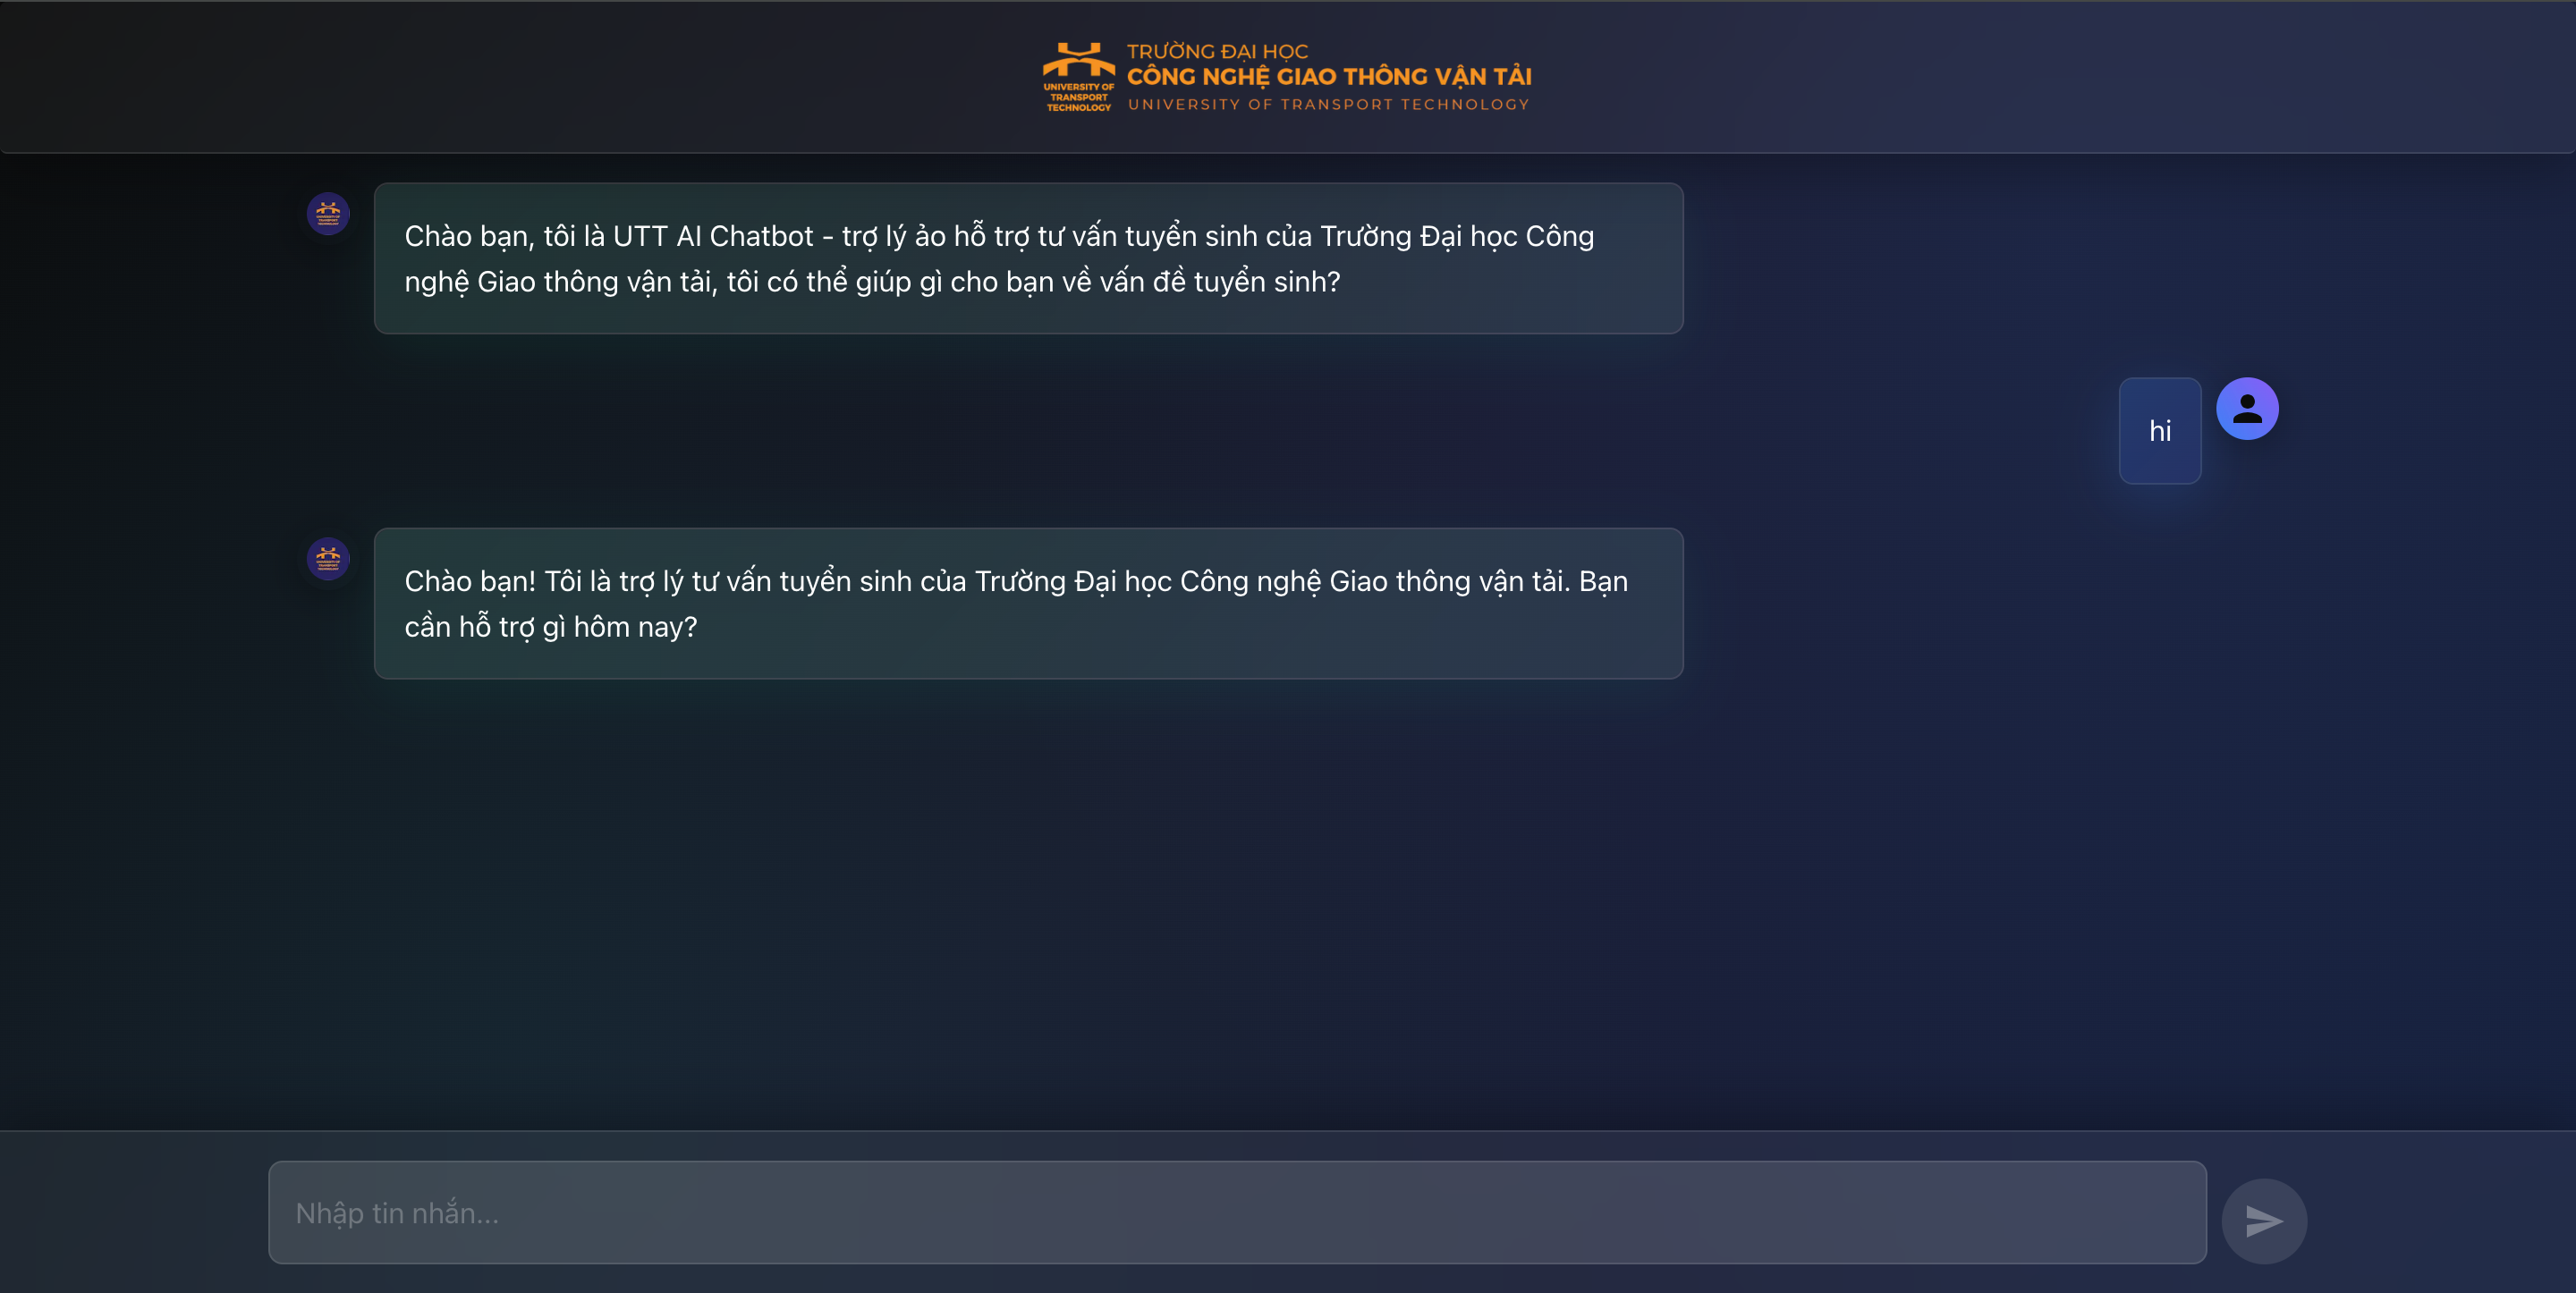 TRƯỜNG ĐẠI HỌC
CÔNG NGHỆ GIAO THÔNG VẬN TẢI
UNIVERSITY OF TRANSPORT TECHNOLOGY
UNIVERSITY OF
TRANSPORT
TECHNOLOGY
Chào bạn, tôi là UTT AI Chatbot - trợ lý ảo hỗ trợ tư vấn tuyển sinh của Trường Đại học Công
nghệ Giao thông vận tải, tôi có thể giúp gì cho bạn về vấn đề tuyển sinh?
hi
Chào bạn! Tôi là trợ lý tư vấn tuyển sinh của Trường Đại học Công nghệ Giao thông vận tải. Bạn
cần hỗ trợ gì hôm nay?
Nhập tin nhắn...